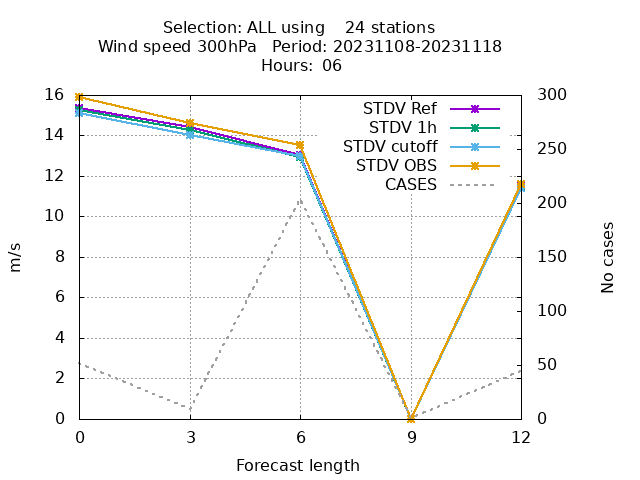 Selection: ALL using    24 stations
Wind speed 300hPa   Period: 20231108-20231118
Hours: 06
STDV Ref
STDV 1h
STDV cutoff
STDV OBS
CASES
16
14
12
10
8
6
4
2
0
300
250
200
150
100
50
0
m/s
No cases
0 3 6 9 12
Forecast length